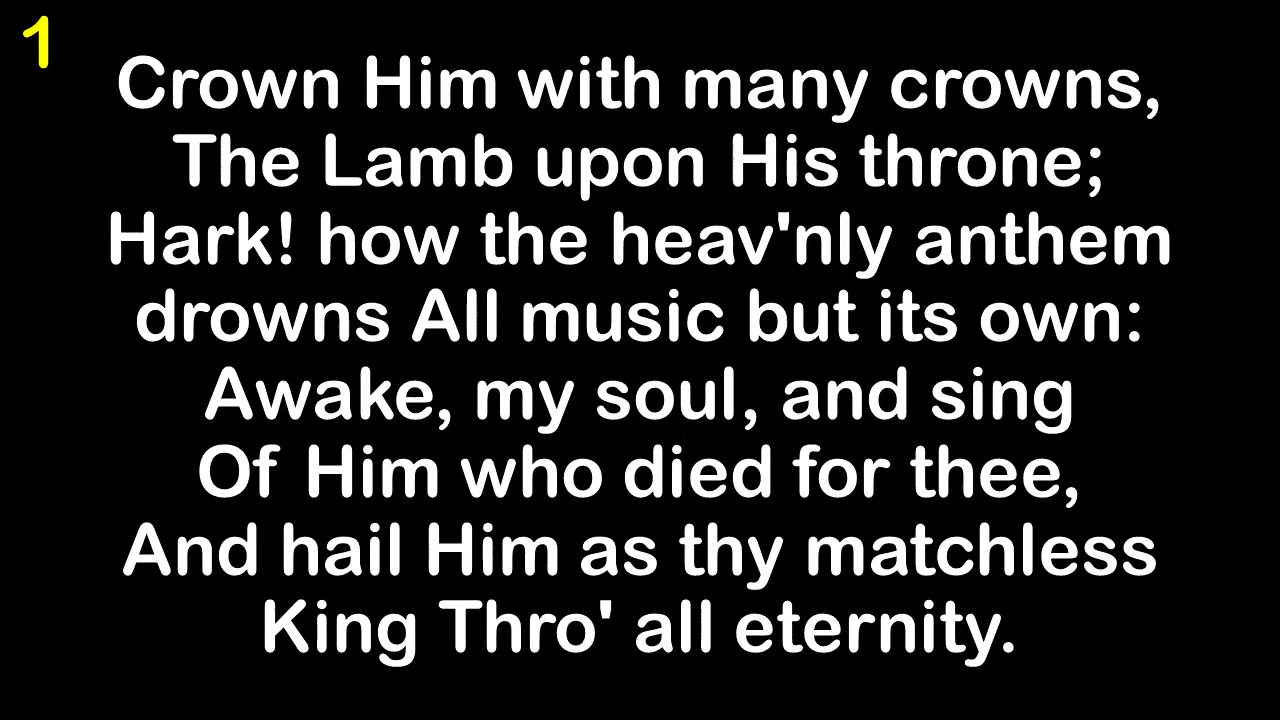 1
Crown Him with many crowns,
The Lamb upon His throne;
Hark! how the heav'nly anthem
drowns All music but its own:
Awake, my soul, and sing
Of Him who died for thee,
And hail Him as thy matchless
King Thro' all eternity.